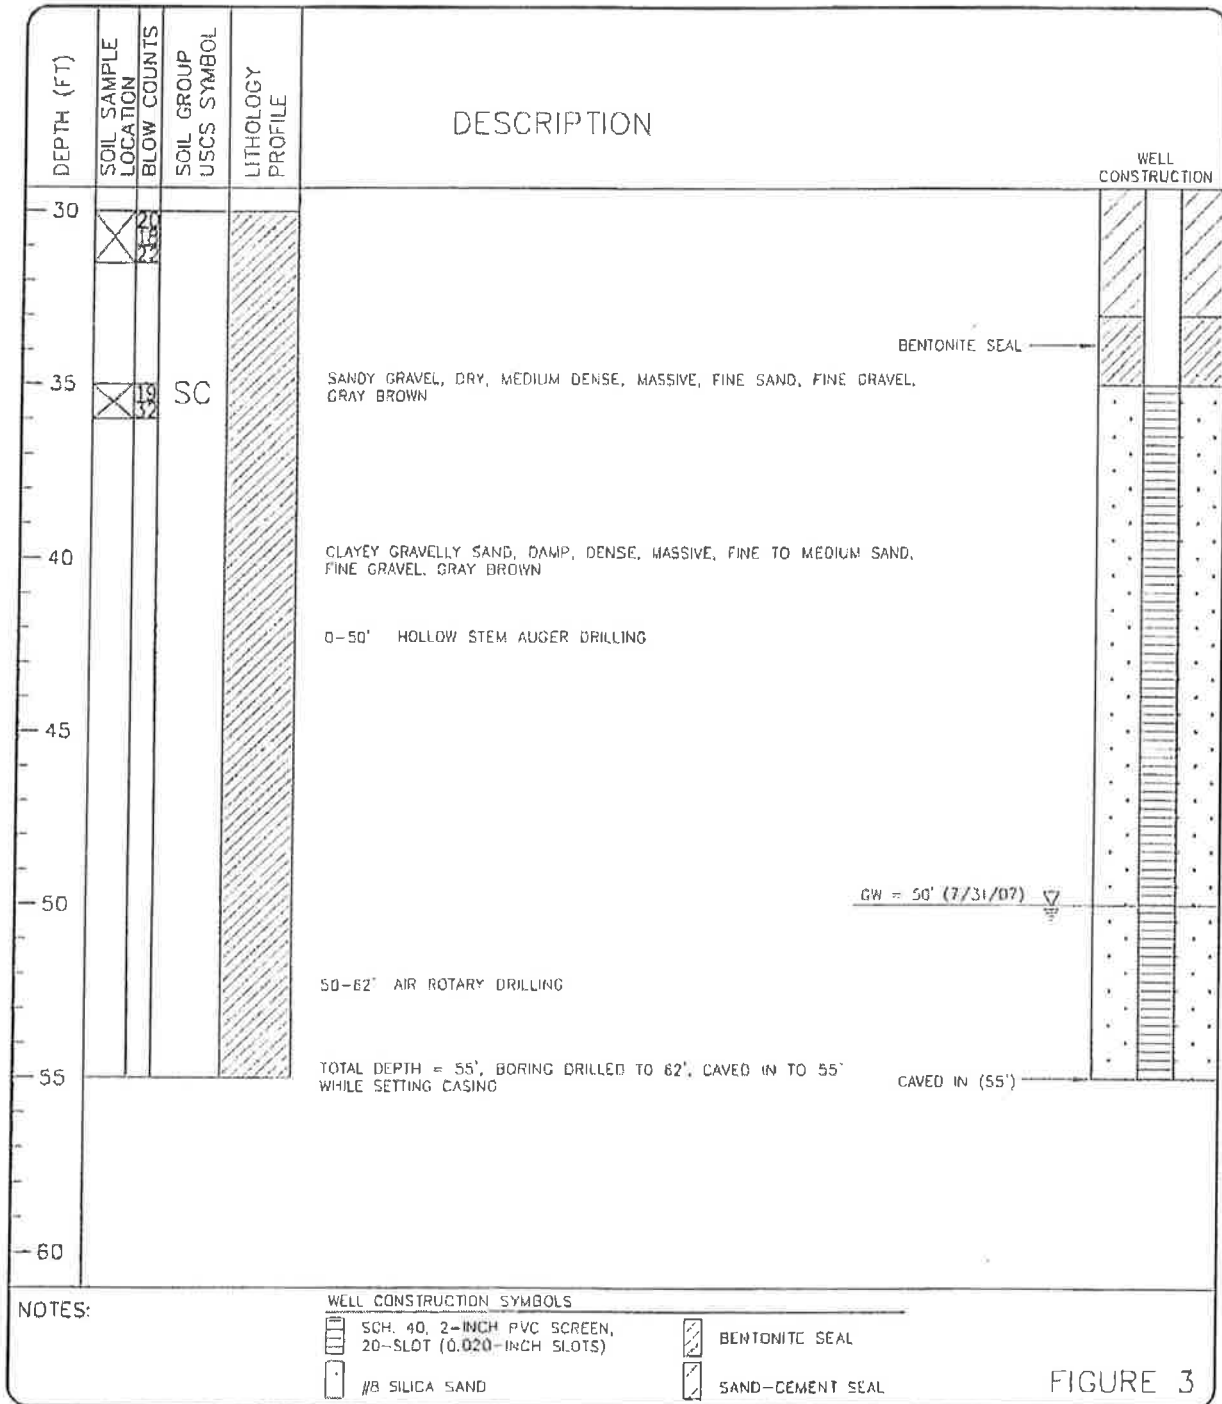 DEPTH (FT)
SOIL SAMPLE
LOCATION
BLOW COUNTS
SOIL GROUP
USCS SYMBOL
LITHOLOGY
PROFILE
DESCRIPTION
WELL
CONSTRUCTION
30
20
18
22
BENTONITE SEAL
35
19
32
SC
SANDY GRAVEL, DRY, MEDIUM DENSE, MASSIVE, FINE SAND, FINE GRAVEL,
GRAY BROWN
40
CLAYEY GRAVELLY SAND, DAMP, DENSE, MASSIVE, FINE TO MEDIUM SAND,
FINE GRAVEL, GRAY BROWN
0-50' HOLLOW STEM AUGER DRILLING
45
50
GW = 50' (7/31/07)
50-62' AIR ROTARY DRILLING
55
TOTAL DEPTH = 55', BORING DRILLED TO 62', CAVED IN TO 55'
WHILE SETTING CASING
CAVED IN (55')
60
NOTES:
WELL CONSTRUCTION SYMBOLS
SCH. 40, 2-INCH PVC SCREEN,
20-SLOT (0.020-INCH SLOTS)
BENTONITE SEAL
#8 SILICA SAND
SAND-CEMENT SEAL
FIGURE 3